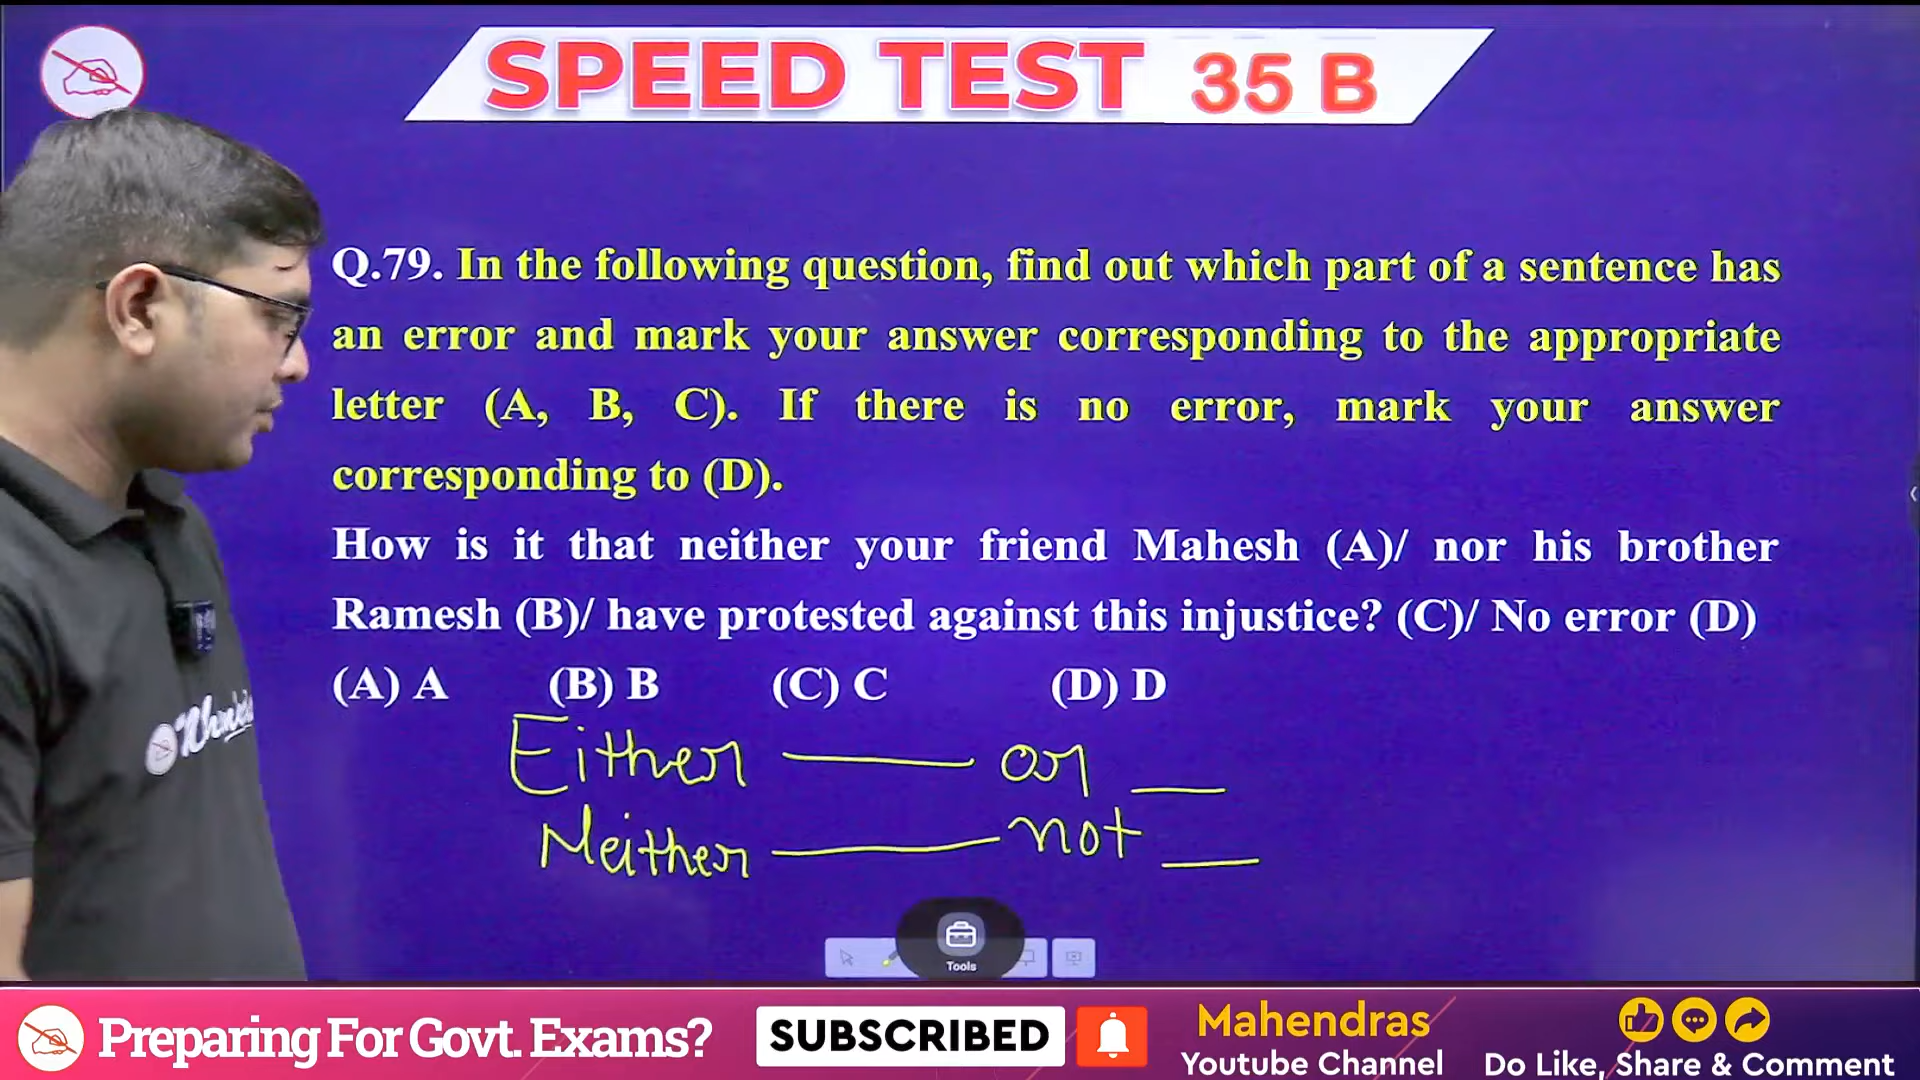 SPEED TEST 35 B
Q.79. In the following question, find out which part of a sentence has
an error and mark your answer corresponding to the appropriate
letter (A, B, C). If there is no error, mark your answer
corresponding to (D).
How is it that neither your friend Mahesh (A)/ nor his brother
Ramesh (B)/ have protested against this injustice? (C)/ No error (D)
(A) A (B) B (C) C (D) D
Either —— or __
Neither —— not __
Tools
Preparing For Govt. Exams?
SUBSCRIBED
Mahendras
Youtube Channel
Do Like, Share & Comment